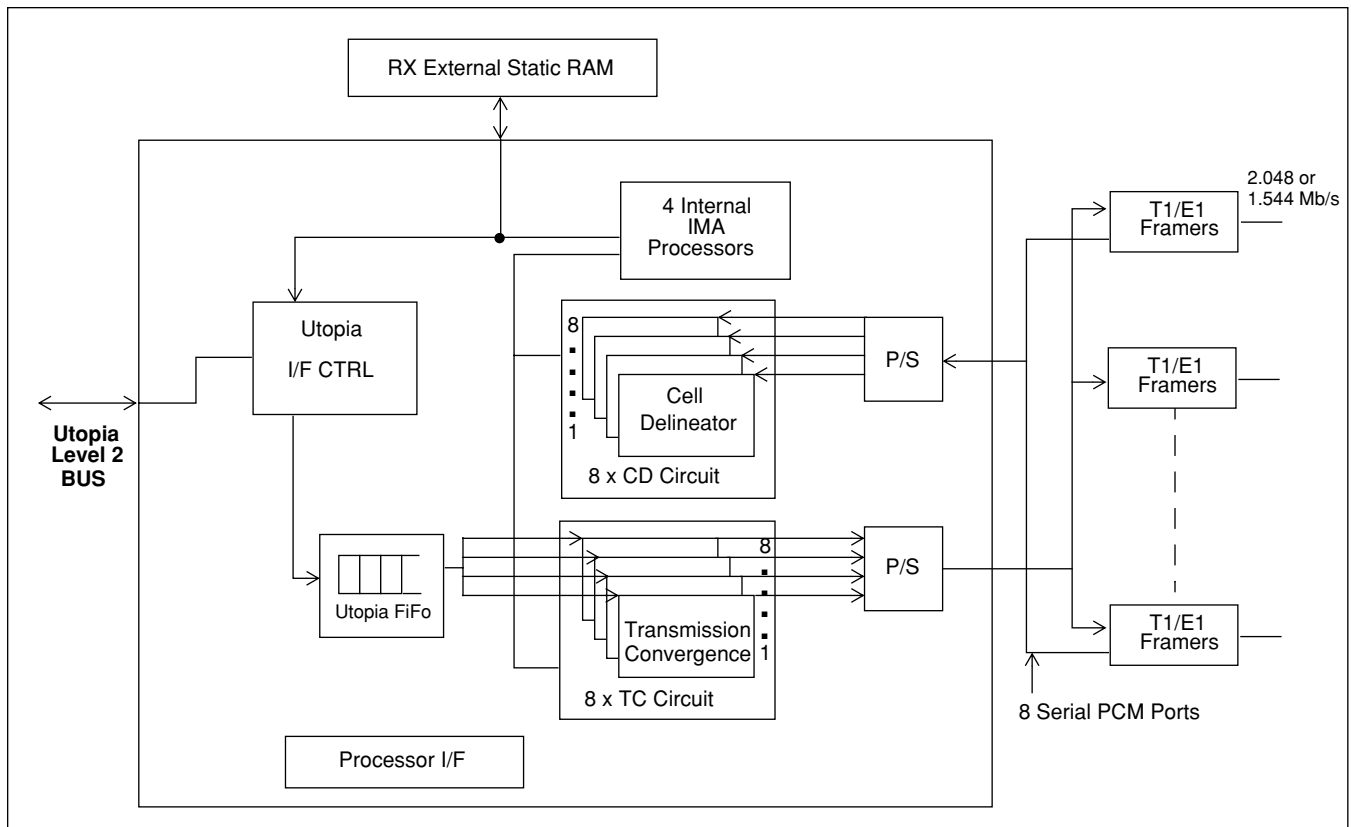 RX External Static RAM
4 Internal
IMA
Processors
2.048 or
1.544 Mb/s
T1/E1
Framers
Utopia
I/F CTRL
8
1
Cell
Delineator
8 x CD Circuit
P/S
T1/E1
Framers
Utopia
Level 2
BUS
Utopia FiFo
8
1
Transmission
Convergence
8 x TC Circuit
P/S
T1/E1
Framers
8 Serial PCM Ports
Processor I/F